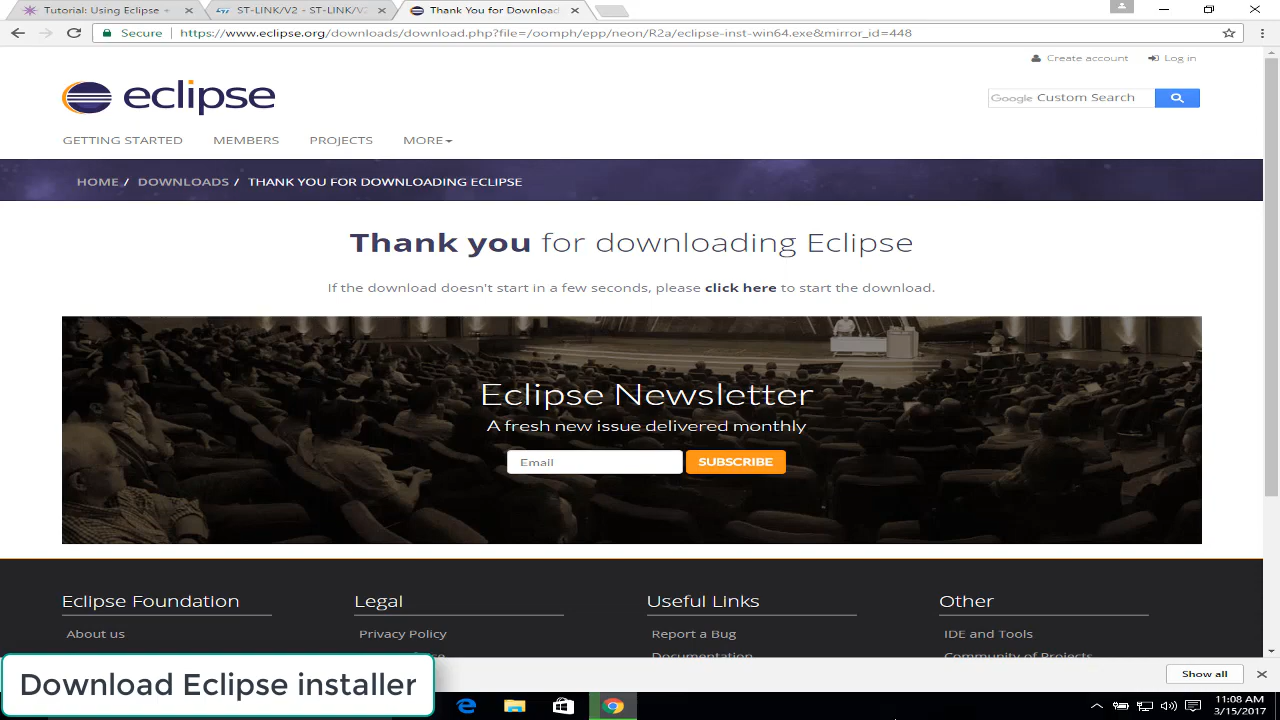 Tutorial: Using Eclipse +
ST-LINK/V2 - ST-LINK/V2
Thank You for Download
Secure
https://www.eclipse.org/downloads/download.php?file=/oomph/epp/neon/R2a/eclipse-inst-win64.exe&mirror_id=448
Create account
Log in
eclipse
Google Custom Search
GETTING STARTED MEMBERS PROJECTS MORE
HOME / DOWNLOADS / THANK YOU FOR DOWNLOADING ECLIPSE
Thank you for downloading Eclipse
If the download doesn't start in a few seconds, please click here to start the download.
Eclipse Newsletter
A fresh new issue delivered monthly
Email SUBSCRIBE
Eclipse Foundation Legal Useful Links Other
About us Privacy Policy Report a Bug IDE and Tools
Documentation Community of Projects
Download Eclipse installer
Show all
11:08 AM
3/15/2017